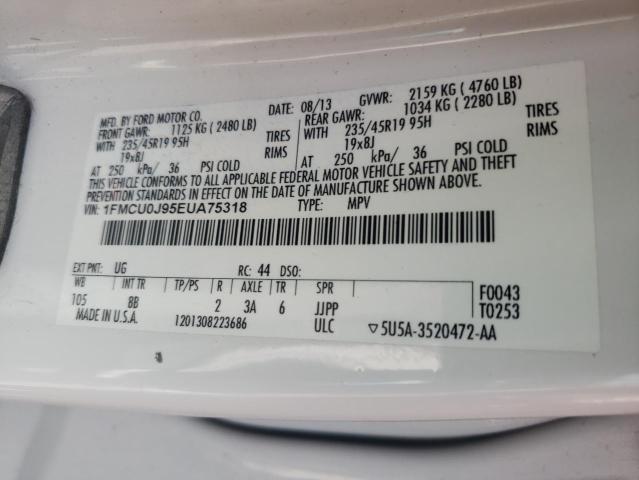 MFD. BY FORD MOTOR CO. DATE: 08/13 GVWR: 2159 KG ( 4760 LB)
FRONT GAWR: 1125 KG ( 2480 LB) REAR GAWR: 1034 KG ( 2280 LB)
WITH 235/45R19 95H TIRES WITH 235/45R19 95H TIRES
19x8J RIMS 19x8J RIMS
AT 250 kPa/ 36 PSI COLD AT 250 kPa/ 36 PSI COLD
THIS VEHICLE CONFORMS TO ALL APPLICABLE FEDERAL MOTOR VEHICLE SAFETY AND THEFT
PREVENTION STANDARDS IN EFFECT ON THE DATE OF MANUFACTURE SHOWN ABOVE.
VIN: 1FMCU0J95EUA75318 TYPE: MPV
EXT PNT: UG RC: 44 DSO:
WB INT TR TP/PS R AXLE TR SPR
105 8B 2 3A 6 JJPP
F0043
T0253
MADE IN U.S.A. 1201308223686 ULC ▽5U5A-3520472-AA